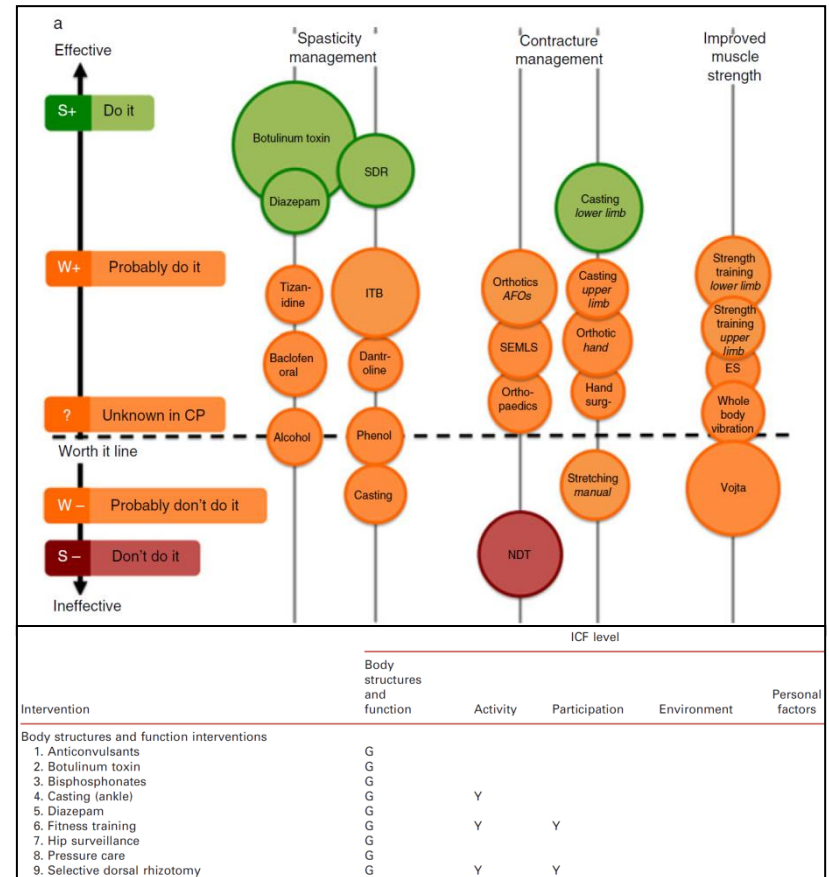 a
Effective
Spasticity
management
Contracture
management
Improved
muscle
strength
S+ Do it
Botulinum toxin
SDR
Diazepam
Casting
lower limb
W+ Probably do it
Tizan-
idine
ITB
Orthotics
AFOs
Casting
upper
limb
Strength
training
lower limb
Baclofen
oral
Dantr-
oline
SEMLS
Orthotic
hand
Strength
training
upper
limb
ES
Ortho-
paedics
Hand
surg-
Whole
body
vibration
? Unknown in CP
Alcohol
Phenol
Worth it line
W – Probably don't do it
Casting
Stretching
manual
Vojta
S – Don't do it
NDT
Ineffective
ICF level
Intervention
Body
structures
and
function
Activity
Participation
Environment
Personal
factors
Body structures and function interventions
1. Anticonvulsants G
2. Botulinum toxin G
3. Bisphosphonates G
4. Casting (ankle) G Y
5. Diazepam G
6. Fitness training G Y Y
7. Hip surveillance G
8. Pressure care G
9. Selective dorsal rhizotomy G Y Y